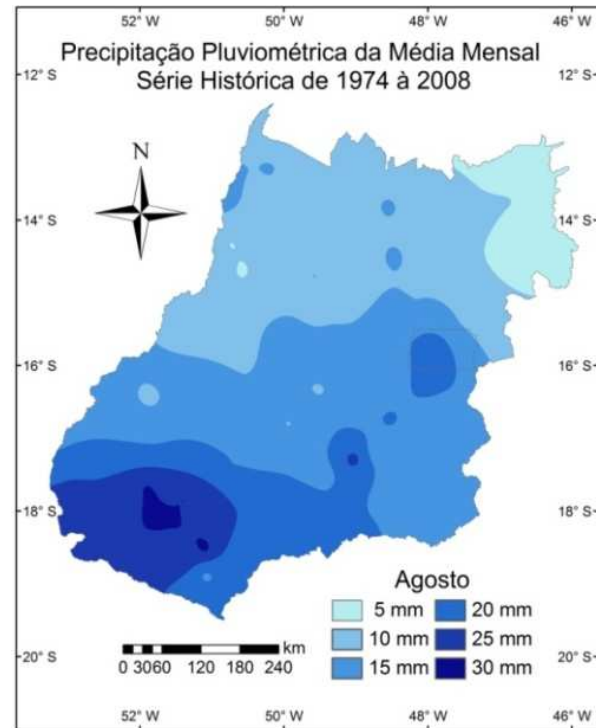 52° W 50° W 48° W 46° W
Precipitação Pluviométrica da Média Mensal
Série Histórica de 1974 à 2008
12° S 12° S
N
14° S 14° S
16° S 16° S
18° S 18° S
Agosto
5 mm 20 mm
10 mm 25 mm
15 mm 30 mm
km
0 3060 120 180 240
20° S 20° S
52° W 50° W 48° W 46° W